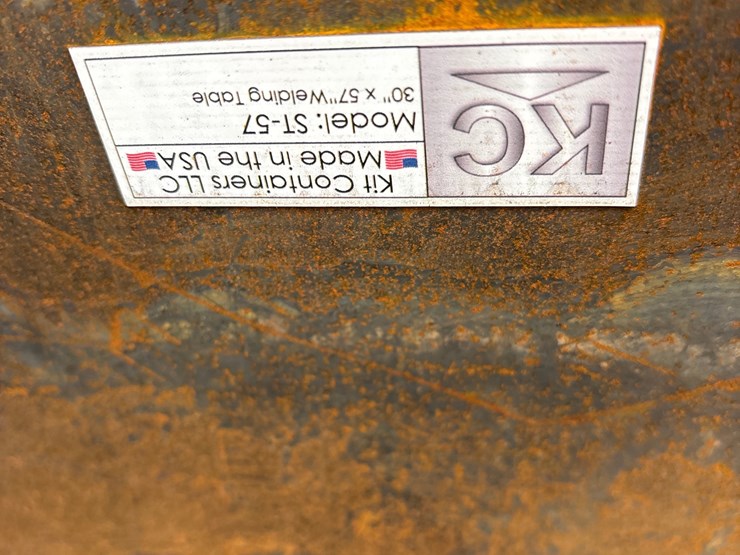 KC
Kit Containers LLC
Made in the USA
Model: ST-57
30" x 57" Welding Table